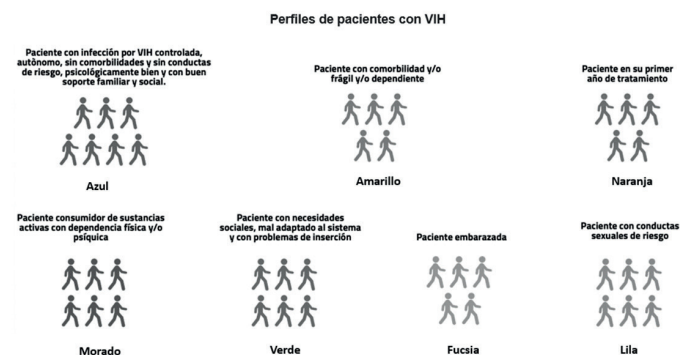 Perfiles de pacientes con VIH
Paciente con infección por VIH controlada,
autônomo, sin comorbilidades y sin conductas
de riesgo, psicológicamente bien y con buen
soporte familiar y social.
Azul
Paciente con comorbilidad y/o
frágil y/o dependiente
Amarillo
Paciente en su primer
año de tratamiento
Naranja
Paciente consumidor de sustancias
activas con dependencia física y/o
psíquica
Morado
Paciente con necesidades
sociales, mal adaptado al sistema
y con problemas de inserción
Verde
Paciente embarazada
Fucsia
Paciente con conductas
sexuales de riesgo
Lila